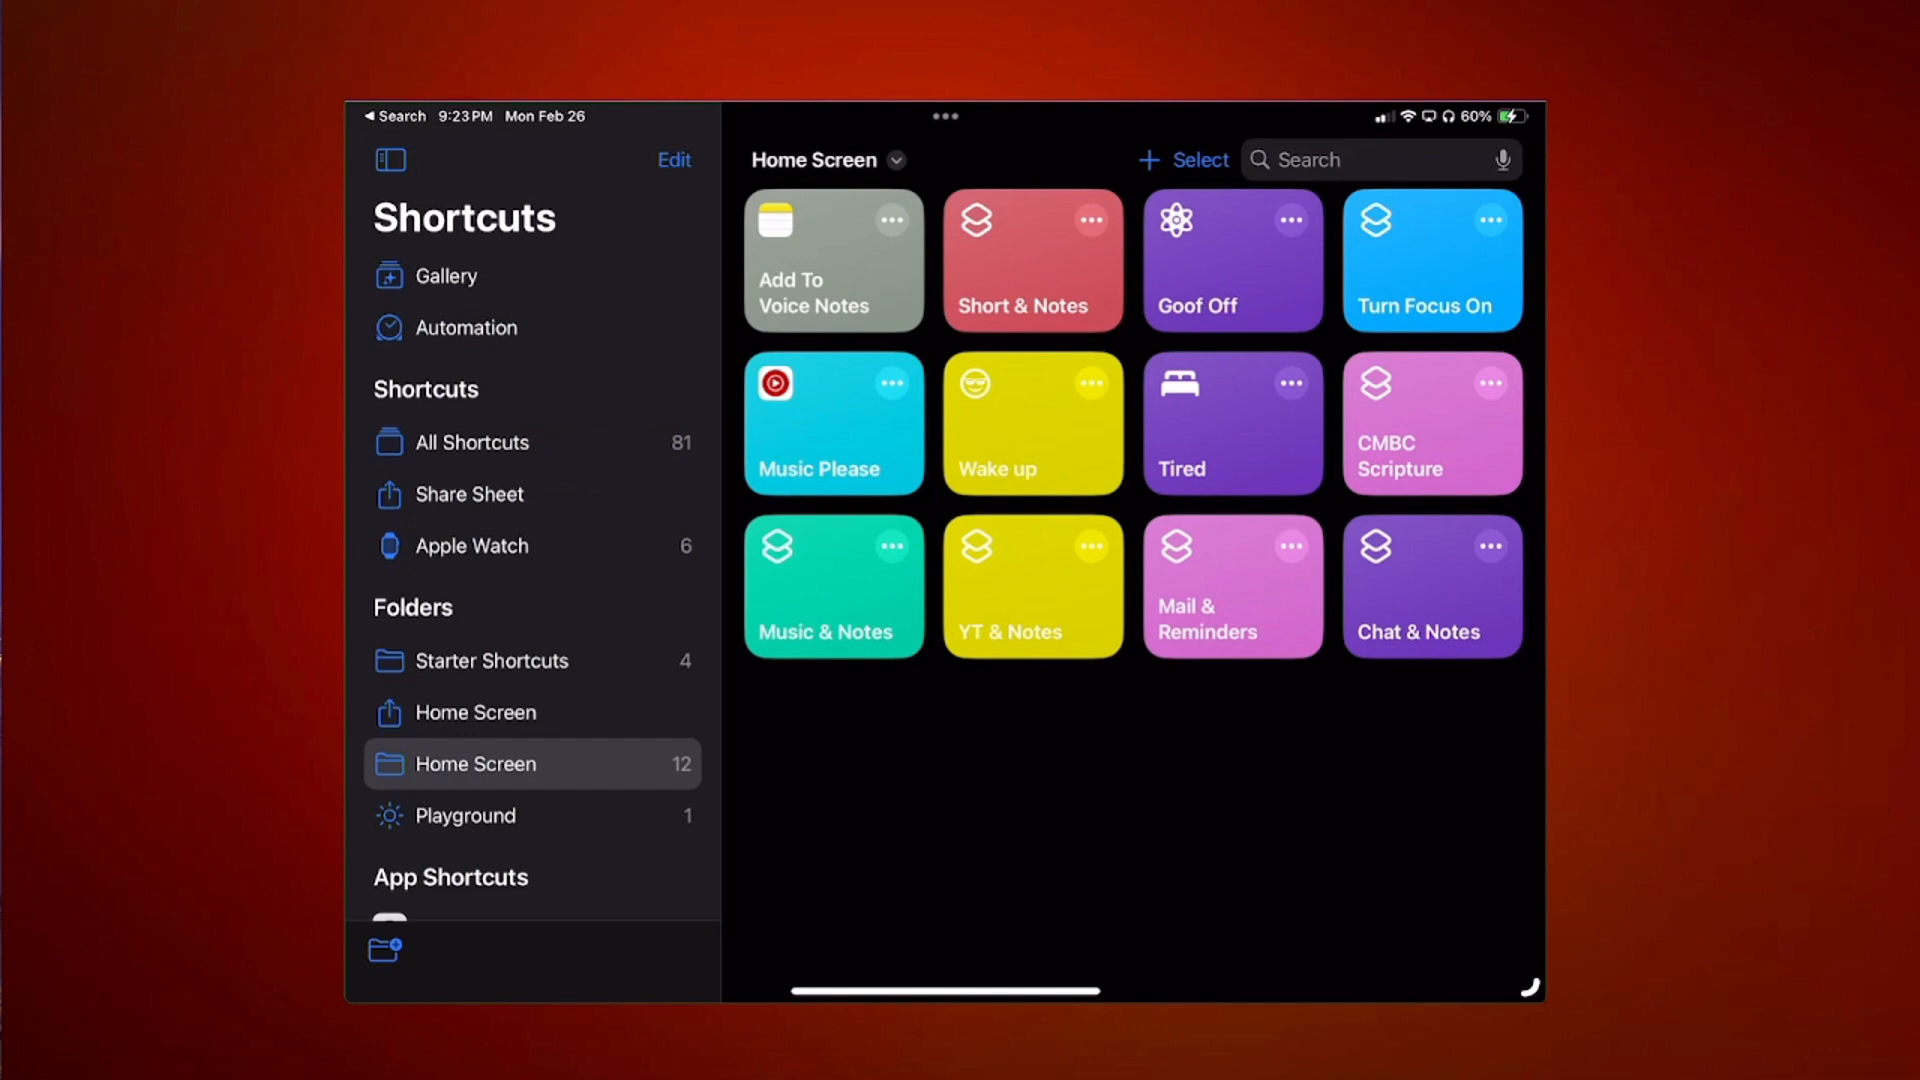 Search 9:23 PM Mon Feb 26
60%
Edit
Home Screen
Select
Search
Shortcuts
Gallery
Automation
Shortcuts
All Shortcuts 81
Share Sheet
Apple Watch 6
Folders
Starter Shortcuts 4
Home Screen
Home Screen 12
Playground 1
App Shortcuts
Add To
Voice Notes
Short & Notes
Goof Off
Turn Focus On
Music Please
Wake up
Tired
CMBC
Scripture
Music & Notes
YT & Notes
Mail &
Reminders
Chat & Notes